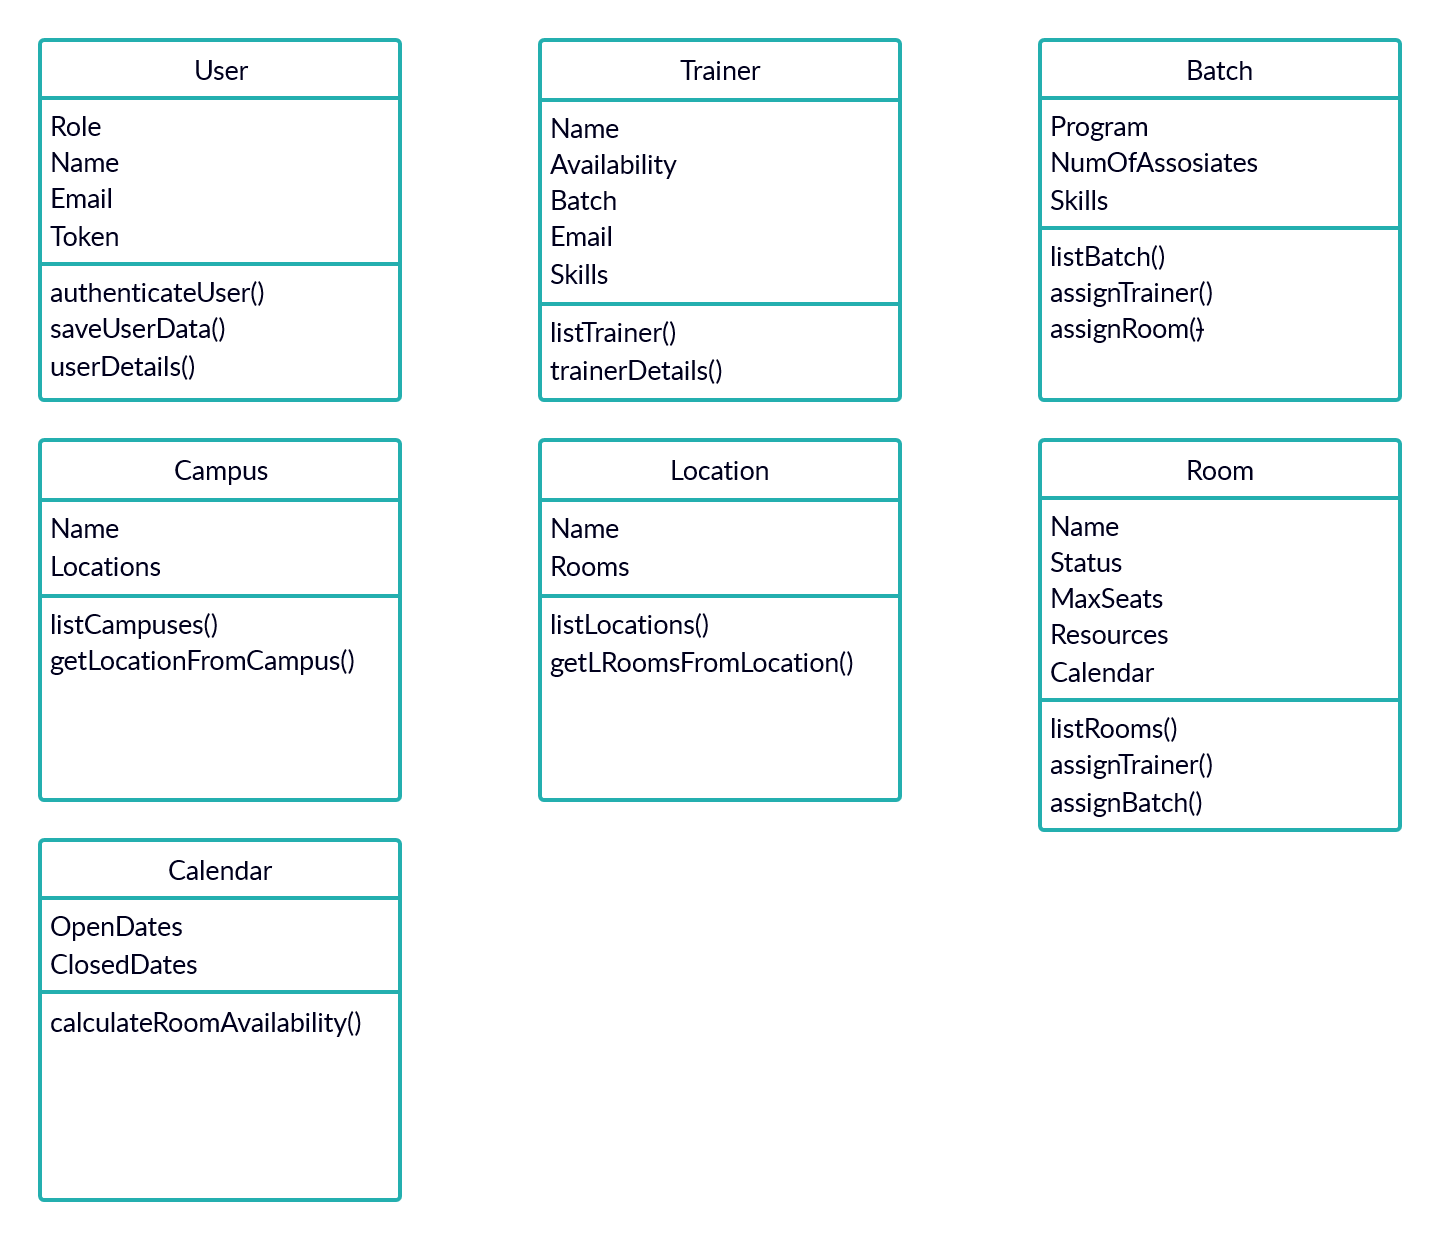 User
Role
Name
Email
Token
authenticateUser()
saveUserData()
userDetails()
Trainer
Name
Availability
Batch
Email
Skills
listTrainer()
trainerDetails()
Batch
Program
NumOfAssosiates
Skills
listBatch()
assignTrainer()
assignRoom()
Campus
Name
Locations
listCampuses()
getLocationFromCampus()
Location
Name
Rooms
listLocations()
getLRoomsFromLocation()
Room
Name
Status
MaxSeats
Resources
Calendar
listRooms()
assignTrainer()
assignBatch()
Calendar
OpenDates
ClosedDates
calculateRoomAvailability()